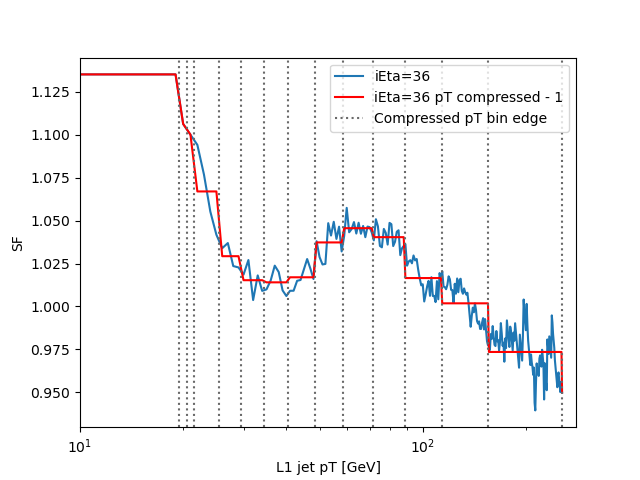 iEta=36
iEta=36 pT compressed - 1
Compressed pT bin edge
SF
1.125
1.100
1.075
1.050
1.025
1.000
0.975
0.950
10¹ 10²
L1 jet pT [GeV]